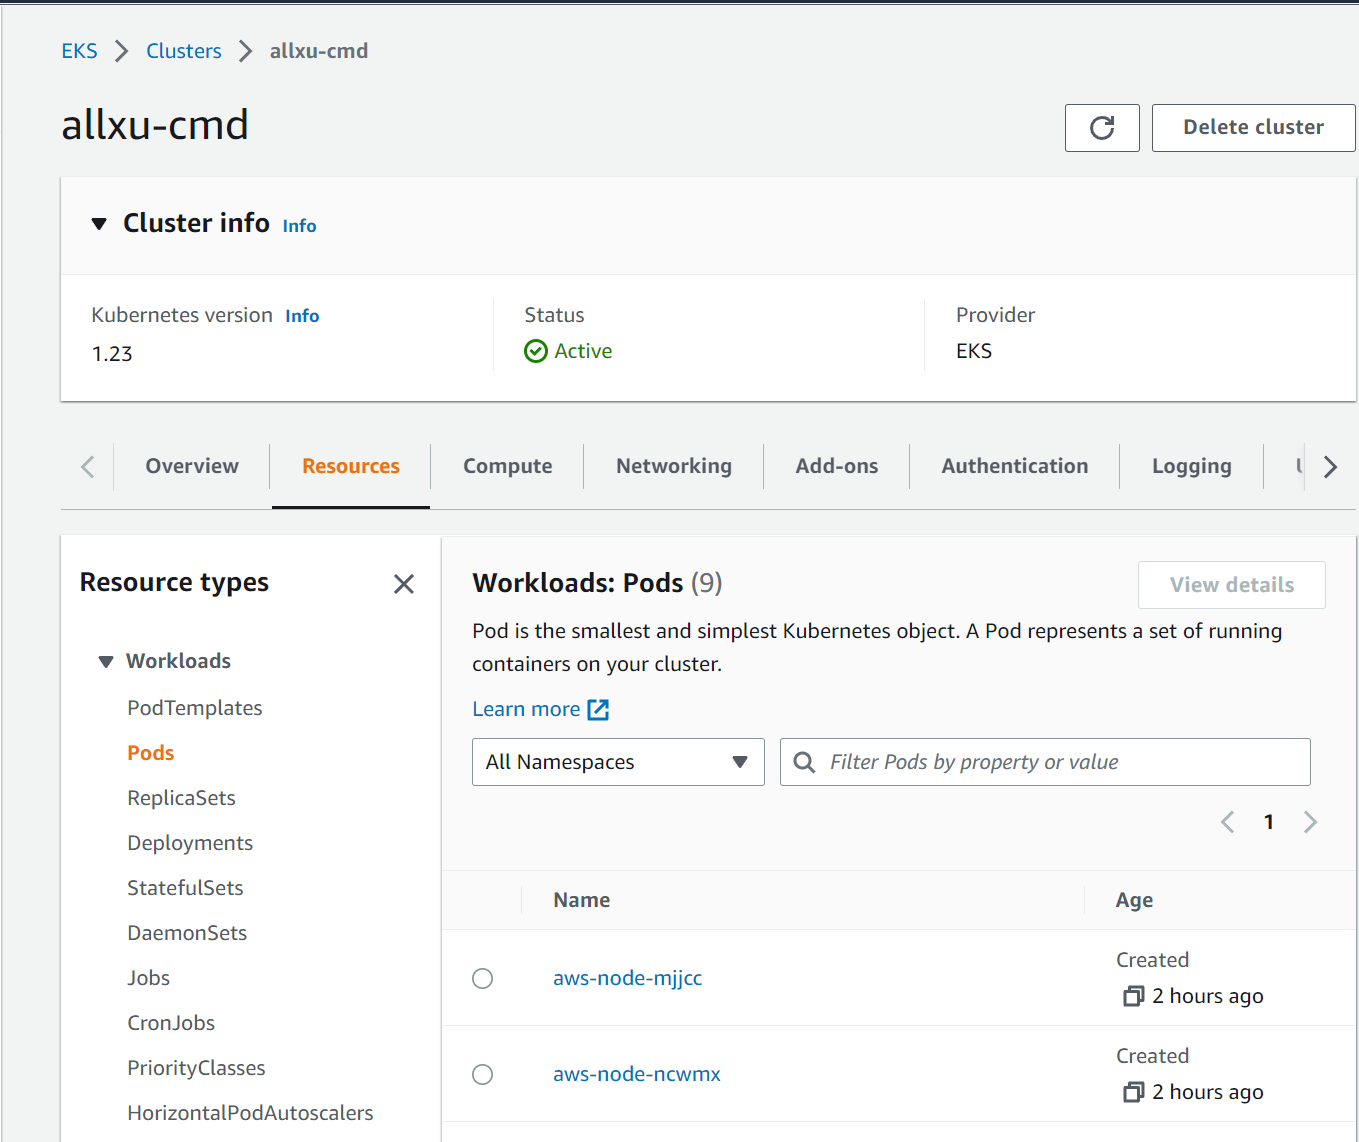 EKS > Clusters > allxu-cmd
allxu-cmd
Delete cluster
Cluster info Info
Kubernetes version Info
1.23
Status
Active
Provider
EKS
Overview
Resources
Compute
Networking
Add-ons
Authentication
Logging
Resource types
Workloads
PodTemplates
Pods
ReplicaSets
Deployments
StatefulSets
DaemonSets
Jobs
CronJobs
PriorityClasses
HorizontalPodAutoscalers
Workloads: Pods (9)
View details
Pod is the smallest and simplest Kubernetes object. A Pod represents a set of running
containers on your cluster.
Learn more
All Namespaces
Filter Pods by property or value
1
Name
Age
aws-node-mjjcc
Created
2 hours ago
aws-node-ncwmx
Created
2 hours ago